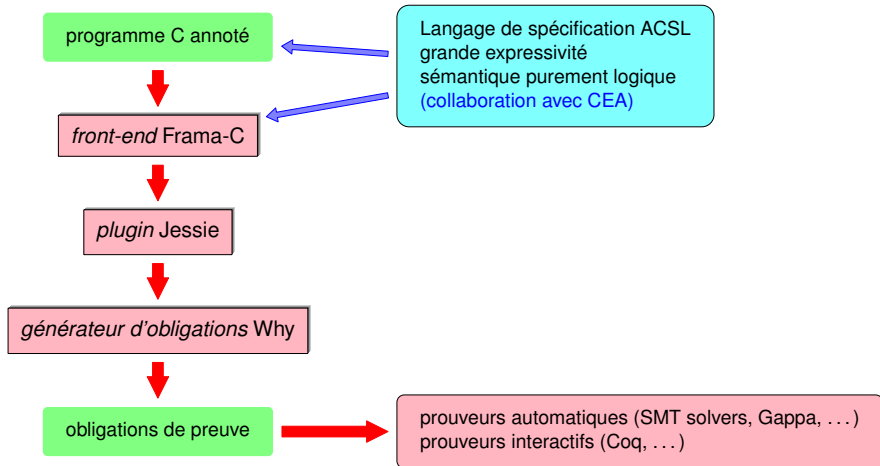 programme C annoté
Langage de spécification ACSL
grande expressivité
sémantique purement logique
(collaboration avec CEA)
front-end Frama-C
plugin Jessie
générateur d'obligations Why
obligations de preuve
prouveurs automatiques (SMT solvers, Gappa, ...)
prouveurs interactifs (Coq, ...)